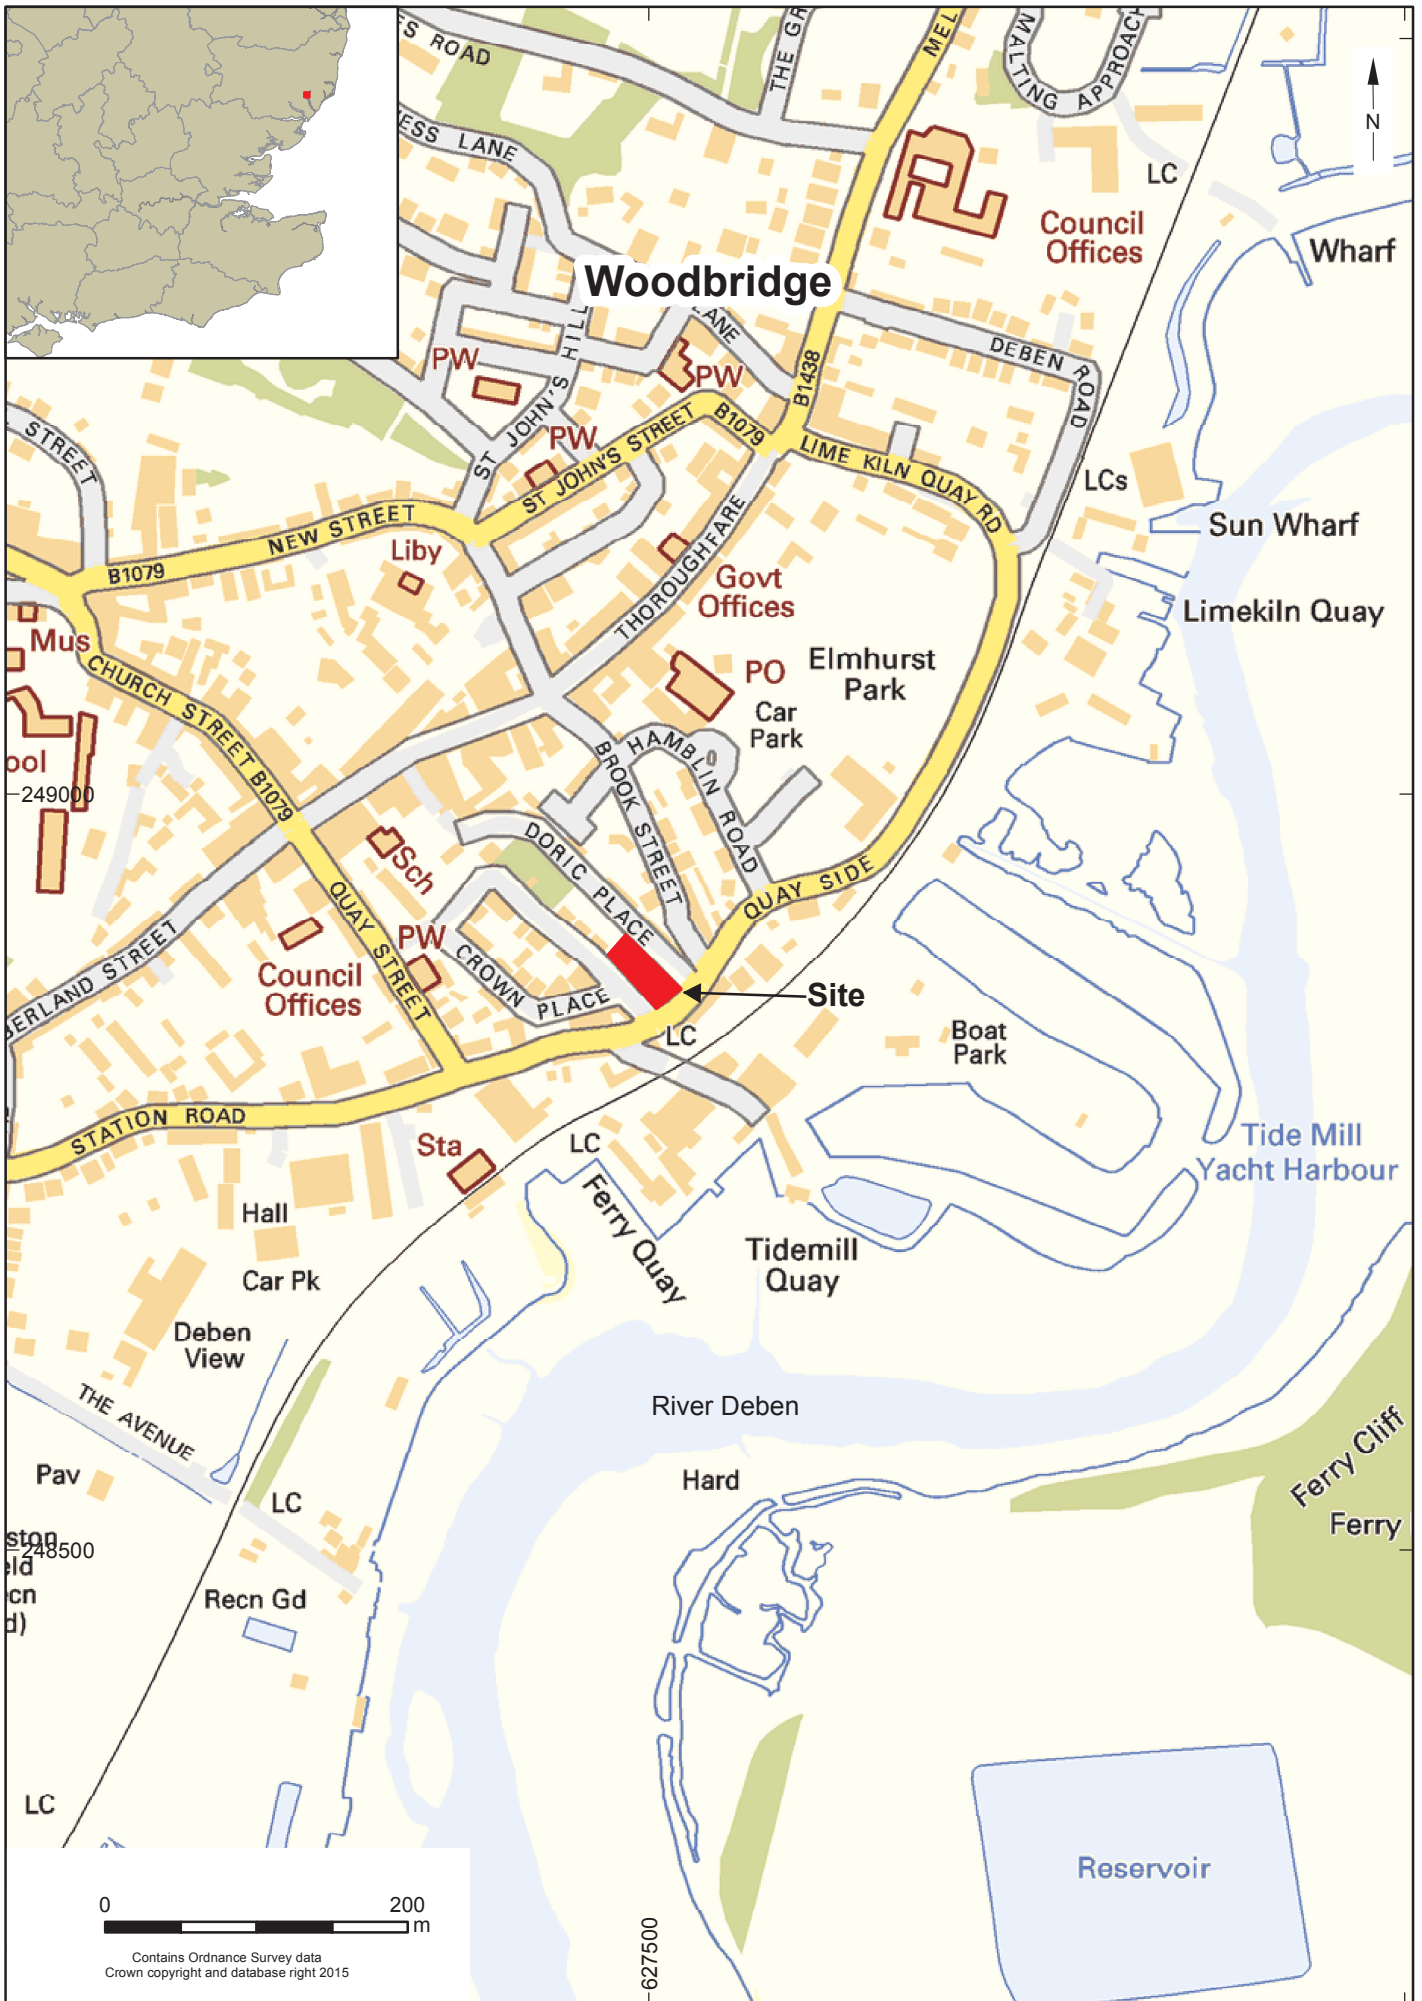 ES ROAD
THE GR
MEL
MALTING APPROACH
N
ESS LANE
LC
Council
Offices
Wharf
Woodbridge
LANE
DEBEN ROAD
PW
PW
B1438
ST JOHN'S HILL
PW
ST JOHN'S STREET
B1079
LIME KILN QUAY RD
STREET
LCs
NEW STREET
Sun Wharf
B1079
Liby
THOROUGHFARE
Govt
Offices
Limekiln Quay
Mus
CHURCH STREET B1079
PO
Elmhurst
Park
Car
Park
HAMBLIN ROAD
BROOK STREET
ool
249000
DORIC PLACE
Sch
QUAY SIDE
QUAY STREET
PW
CROWN PLACE
Council
Offices
BERLAND STREET
Site
LC
Boat
Park
STATION ROAD
Sta
LC
Tide Mill
Yacht Harbour
Hall
Ferry Quay
Tidemill
Quay
Car Pk
Deben
View
THE AVENUE
River Deben
Pav
Hard
Ferry Cliff
LC
Ferry
ston
248500
eld
cn
d)
Recn Gd
LC
Reservoir
0
200
m
627500
Contains Ordnance Survey data
Crown copyright and database right 2015